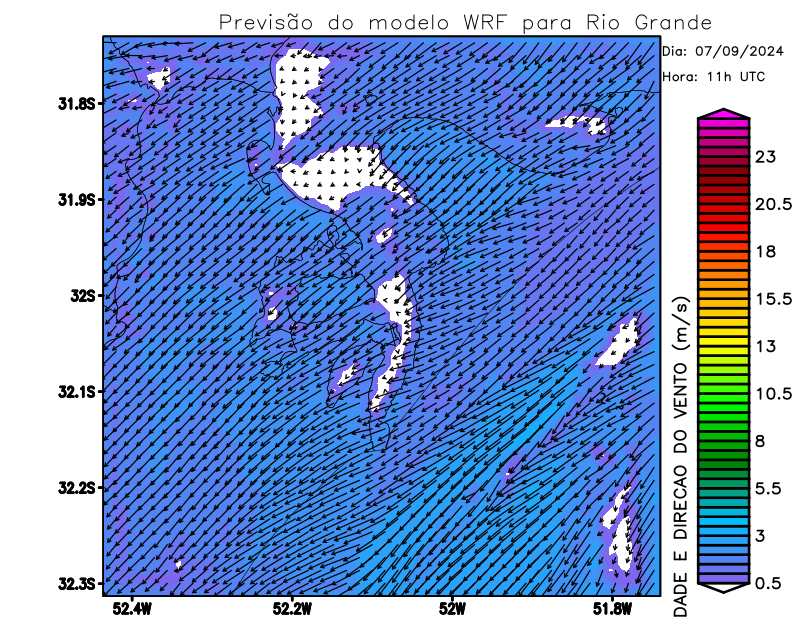 Previsão do modelo WRF para Rio Grande
Dia: 07/09/2024
Hora: 11h UTC
31.8S
31.9S
32S
32.1S
32.2S
32.3S
52.4W
52.2W
52W
51.8W
23
20.5
18
15.5
13
10.5
8
5.5
3
0.5
DADE E DIRECAO DO VENTO (m/s)